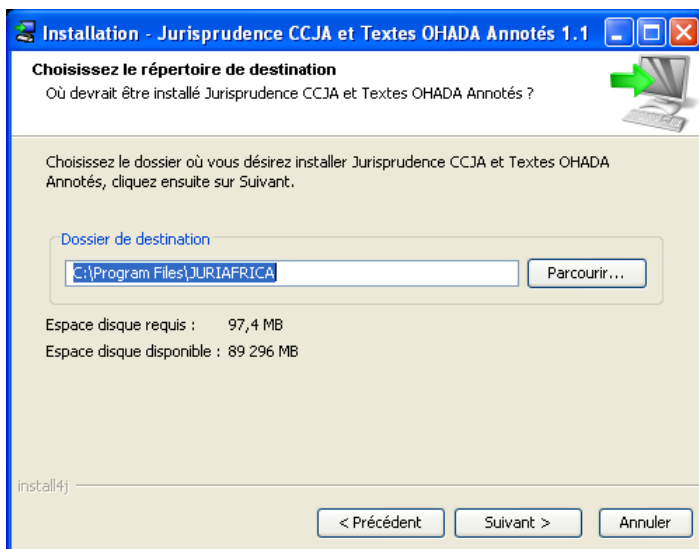 Installation - Jurisprudence CCJA et Textes OHADA Annotés 1.1
Choisissez le répertoire de destination
Où devrait être installé Jurisprudence CCJA et Textes OHADA Annotés ?
Choisissez le dossier où vous désirez installer Jurisprudence CCJA et Textes OHADA
Annotés, cliquez ensuite sur Suivant.
Dossier de destination
C:\Program Files\JURIAFRICA
Parcourir...
Espace disque requis : 97,4 MB
Espace disque disponible : 89 296 MB
install4j
< Précédent Suivant > Annuler